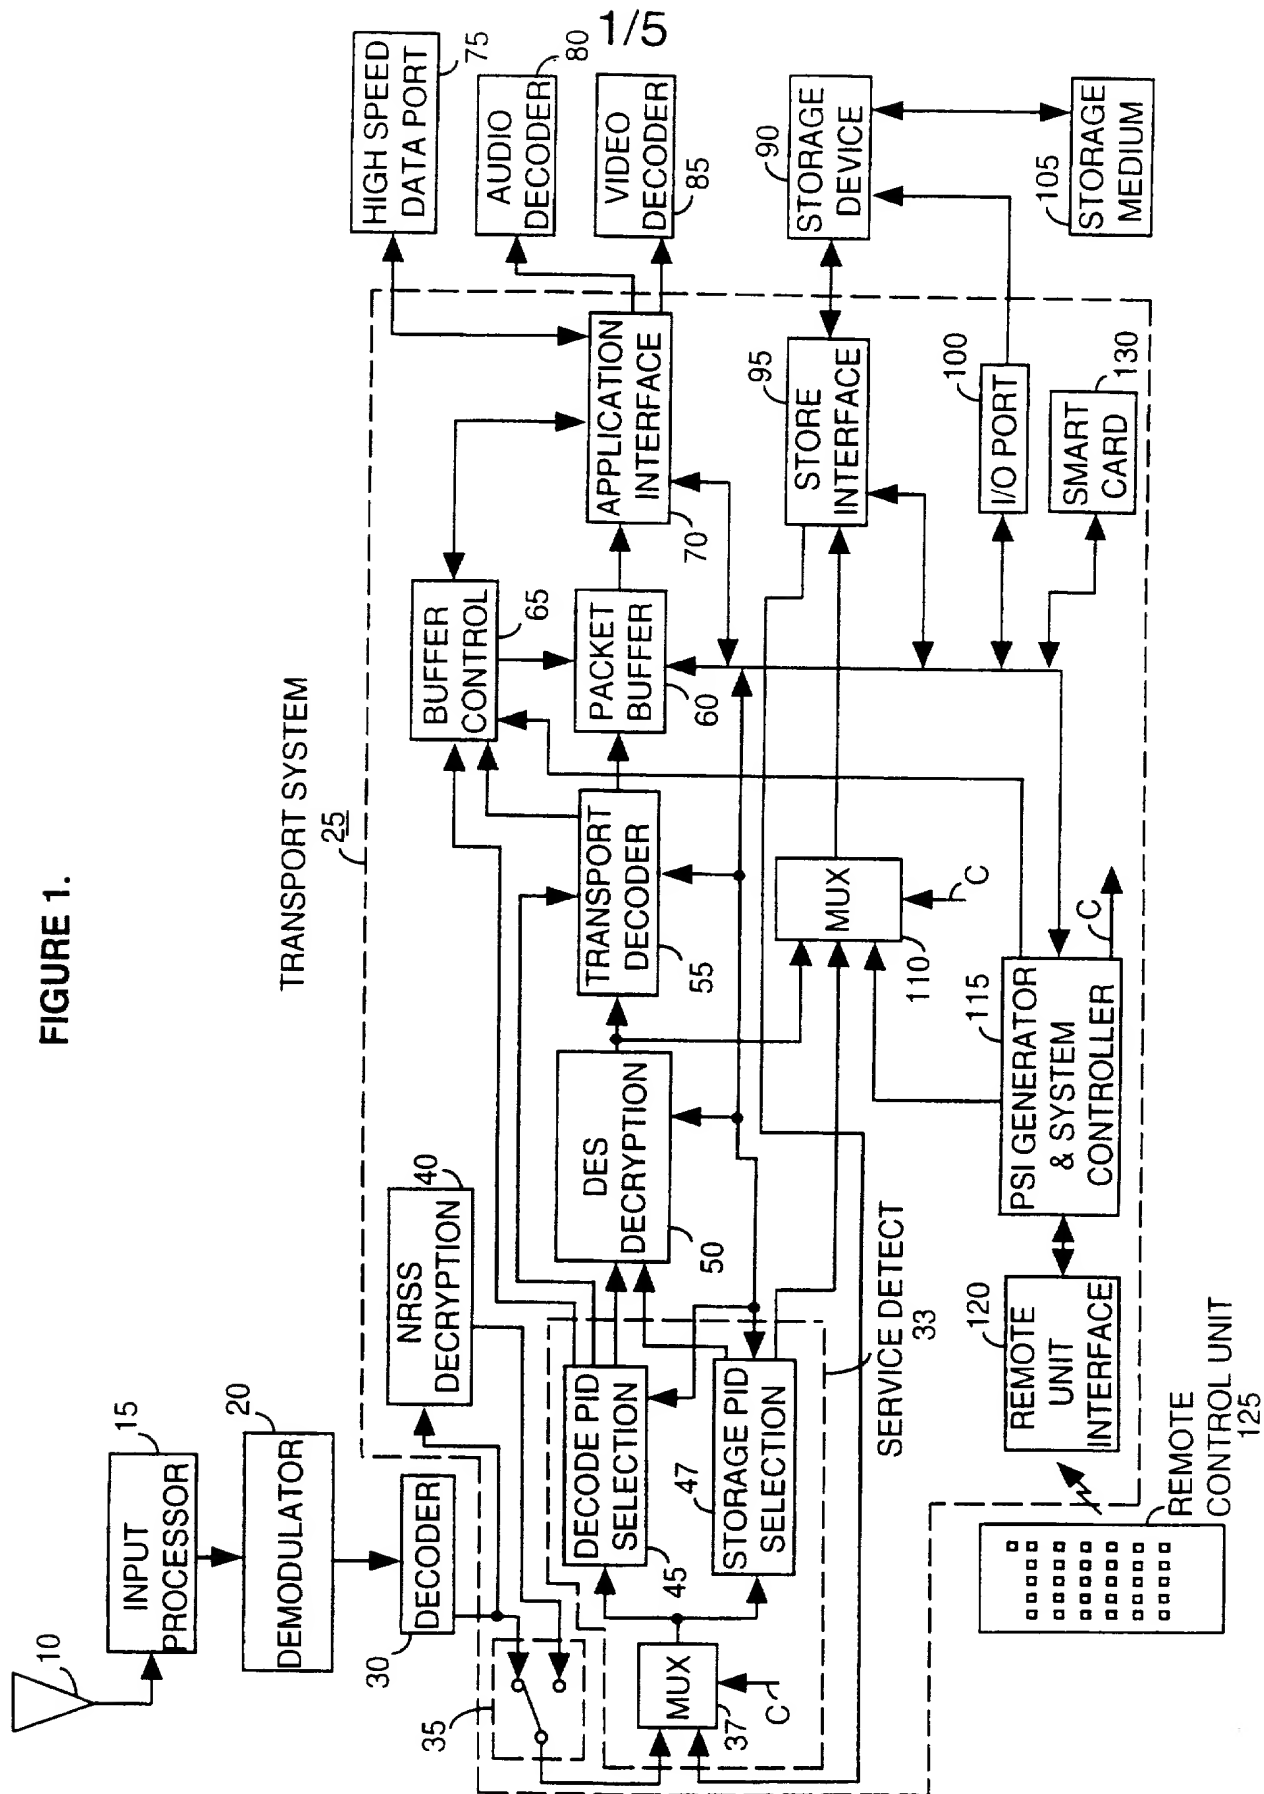 1/5
FIGURE 1.
TRANSPORT SYSTEM
25
10
INPUT
PROCESSOR
15
DEMODULATOR
20
DECODER
30
35
NRSS
DECRYPTION
40
MUX
37
C
DECODE PID
SELECTION
45
STORAGE PID
SELECTION
47
SERVICE DETECT
33
DES
DECRYPTION
50
TRANSPORT
DECODER
55
PACKET
BUFFER
60
BUFFER
CONTROL
65
APPLICATION
INTERFACE
70
HIGH SPEED
DATA PORT
75
AUDIO
DECODER
80
VIDEO
DECODER
85
STORAGE
DEVICE
90
STORE
INTERFACE
95
I/O PORT
100
STORAGE
MEDIUM
105
MUX
110
C
PSI GENERATOR
& SYSTEM
CONTROLLER
115
C
REMOTE
UNIT
INTERFACE
120
REMOTE
CONTROL UNIT
125
SMART
CARD
130